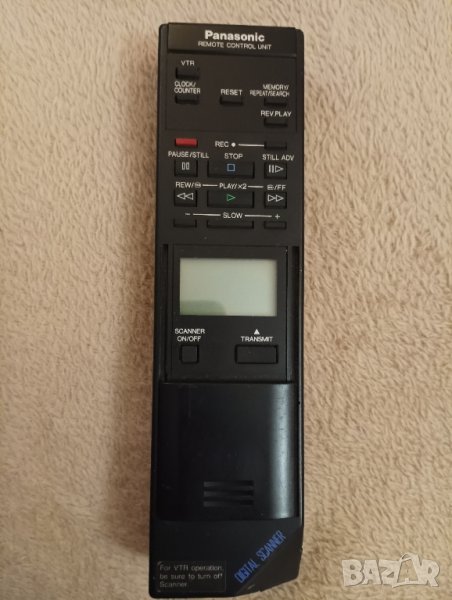 Panasonic
REMOTE CONTROL UNIT
VTR
CLOCK/
COUNTER
RESET
MEMORY/
REPEAT/SEARCH
REV.PLAY
REC ●
PAUSE/STILL
STOP
STILL ADV
REW/
PLAY/×2
/FF
− SLOW +
SCANNER
ON/OFF
TRANSMIT
For VTR operation,
be sure to turn of
Scanner.
DIGITAL SCANNER
BAZAR